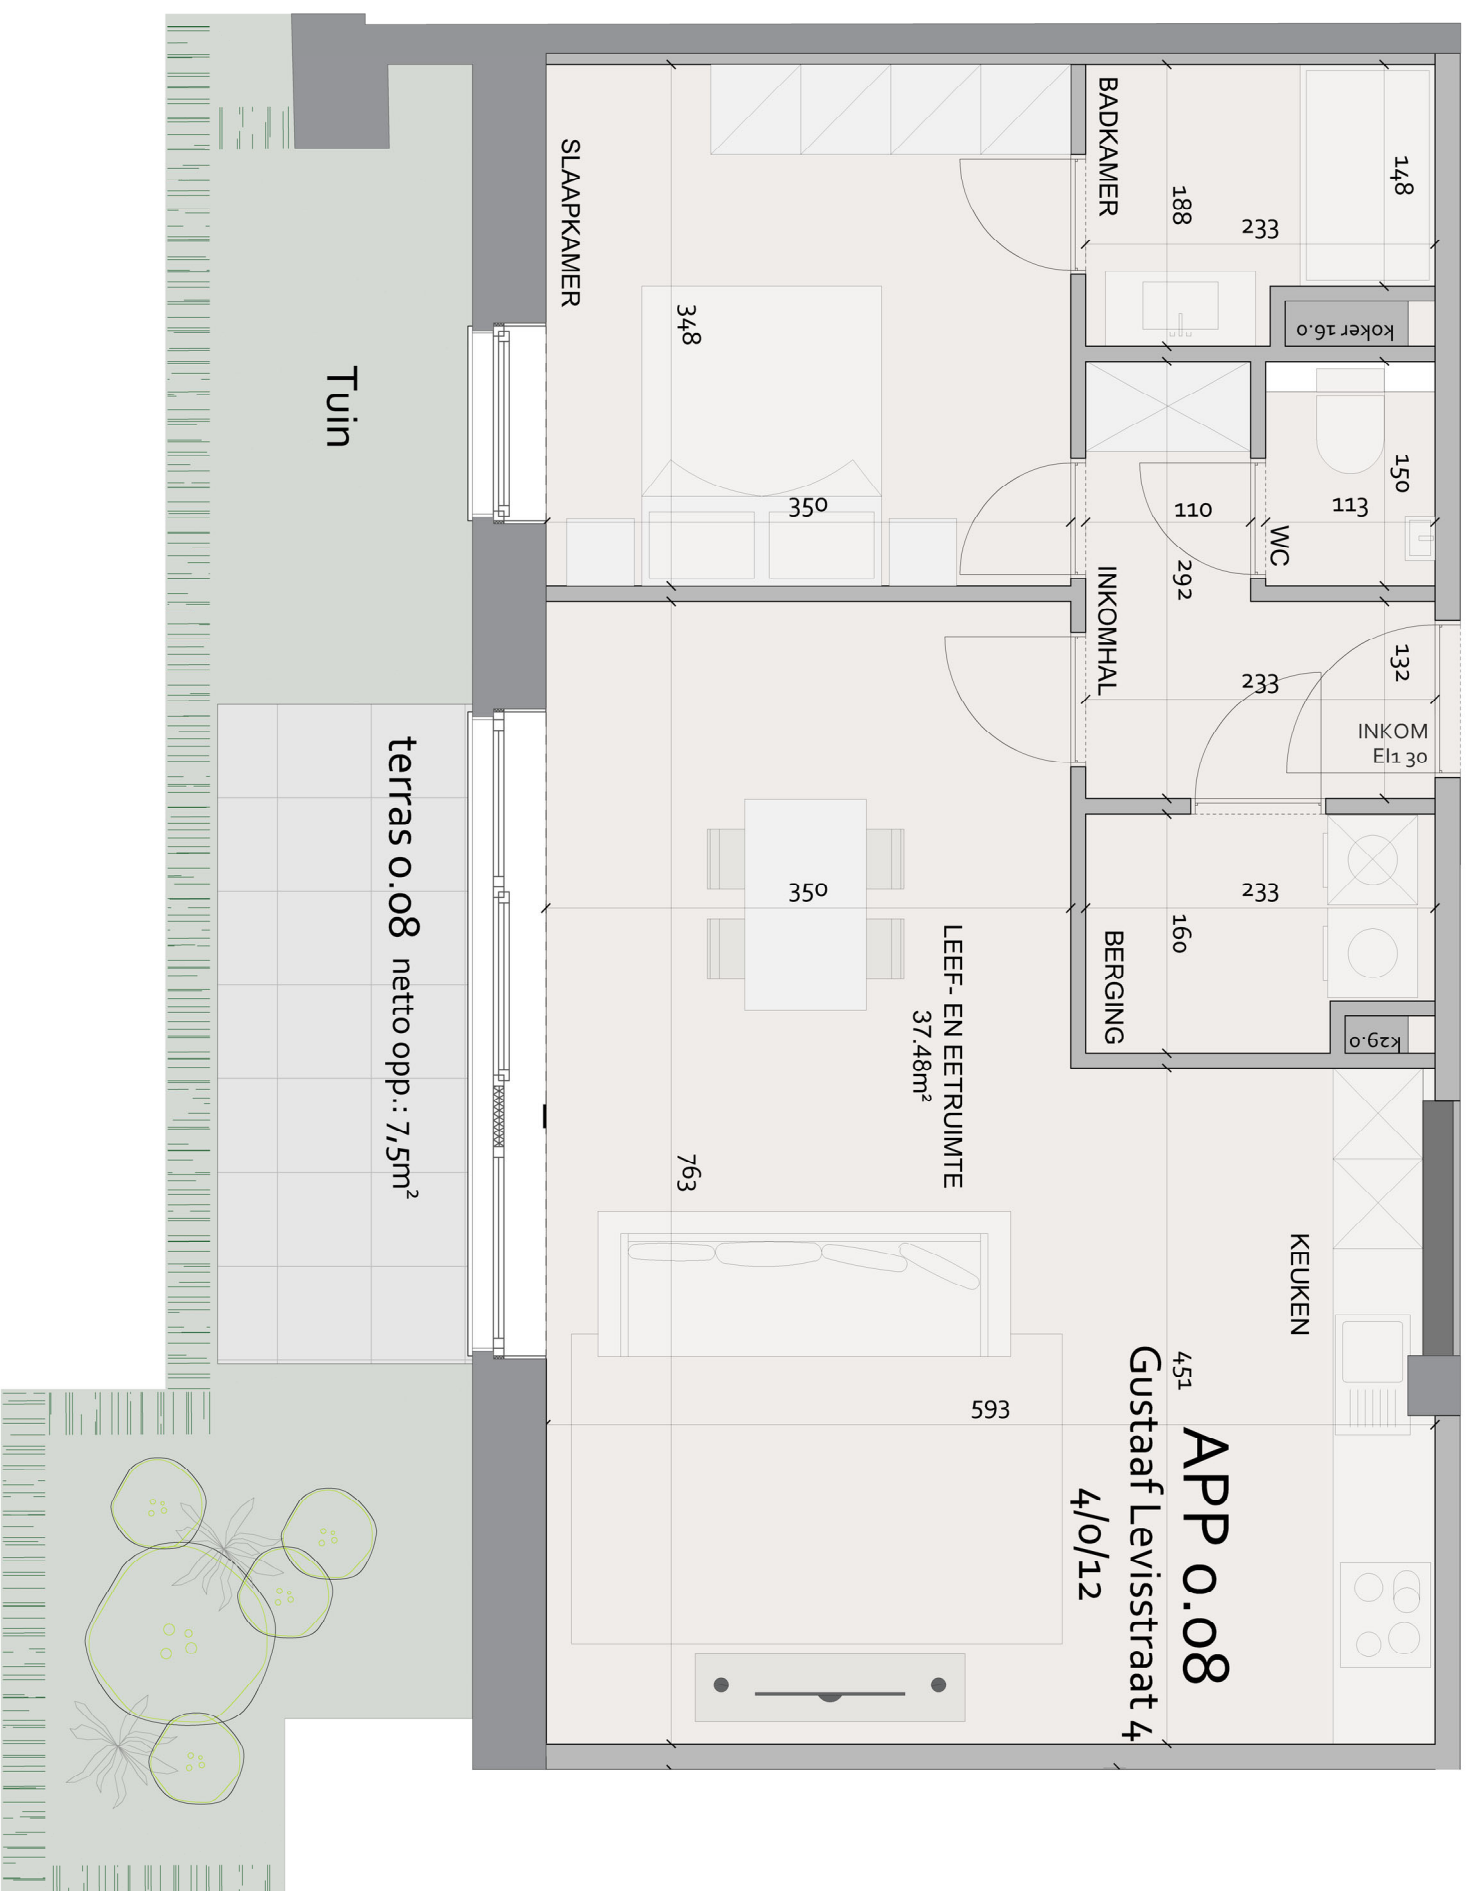 BADKAMER
148
188
233
SLAAPKAMER
koker 16.0
348
Tuin
350
150
113
110
WC
292
INKOMHAL
132
233
INKOM
EI1 30
terras 0.08 netto opp.: 7,5m²
350
233
160
BERGING
LEEF- EN EETRUIMTE
37.48m²
k29.0
763
KEUKEN
451
593
APP 0.08
Gustaaf Levisstraat 4
4/0/12